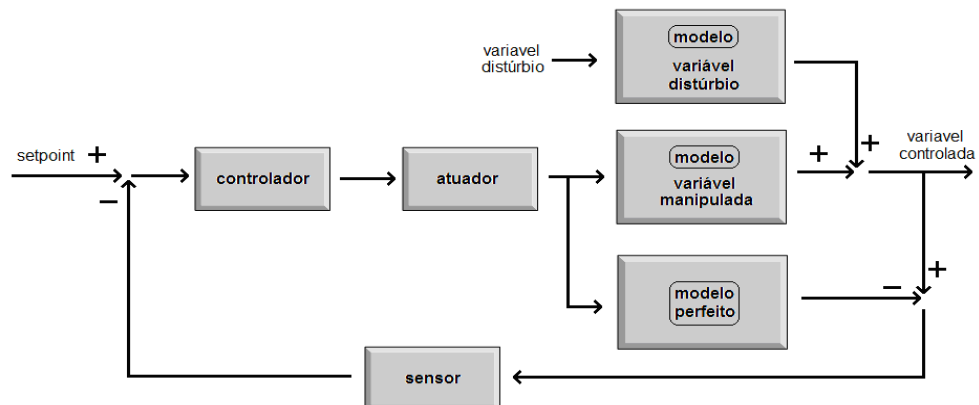 modelo
variavel
distúrbio
variável
distúrbio
setpoint +
+
+
variavel
controlada
modelo
variável
manipulada
controlador
atuador
−
+
−
modelo
perfeito
sensor